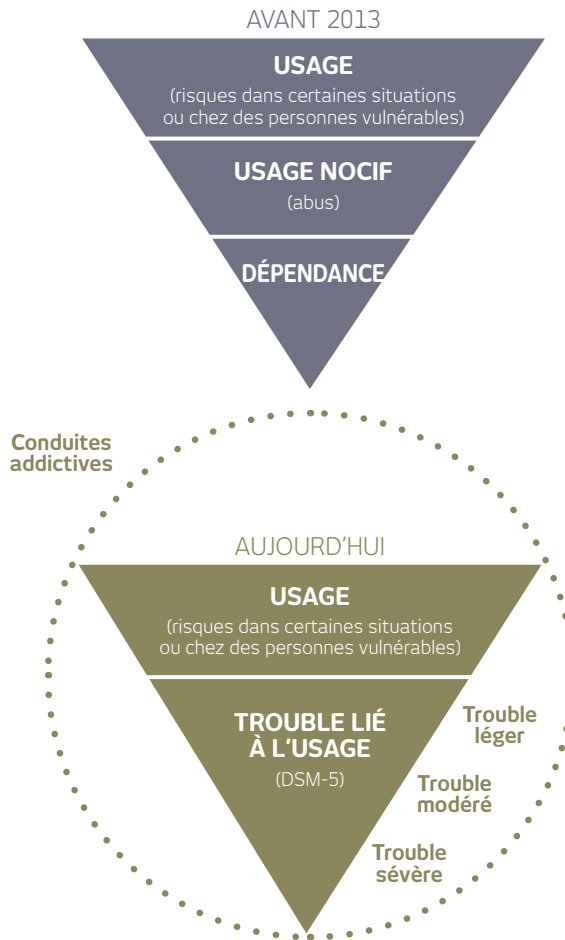 AVANT 2013
USAGE
(risques dans certaines situations
ou chez des personnes vulnérables)
USAGE NOCIF
(abus)
DÉPENDANCE
Conduites
addictives
AUJOURD'HUI
USAGE
(risques dans certaines situations
ou chez des personnes vulnérables)
TROUBLE LIÉ
À L'USAGE
(DSM-5)
Trouble
léger
Trouble
modéré
Trouble
sévère